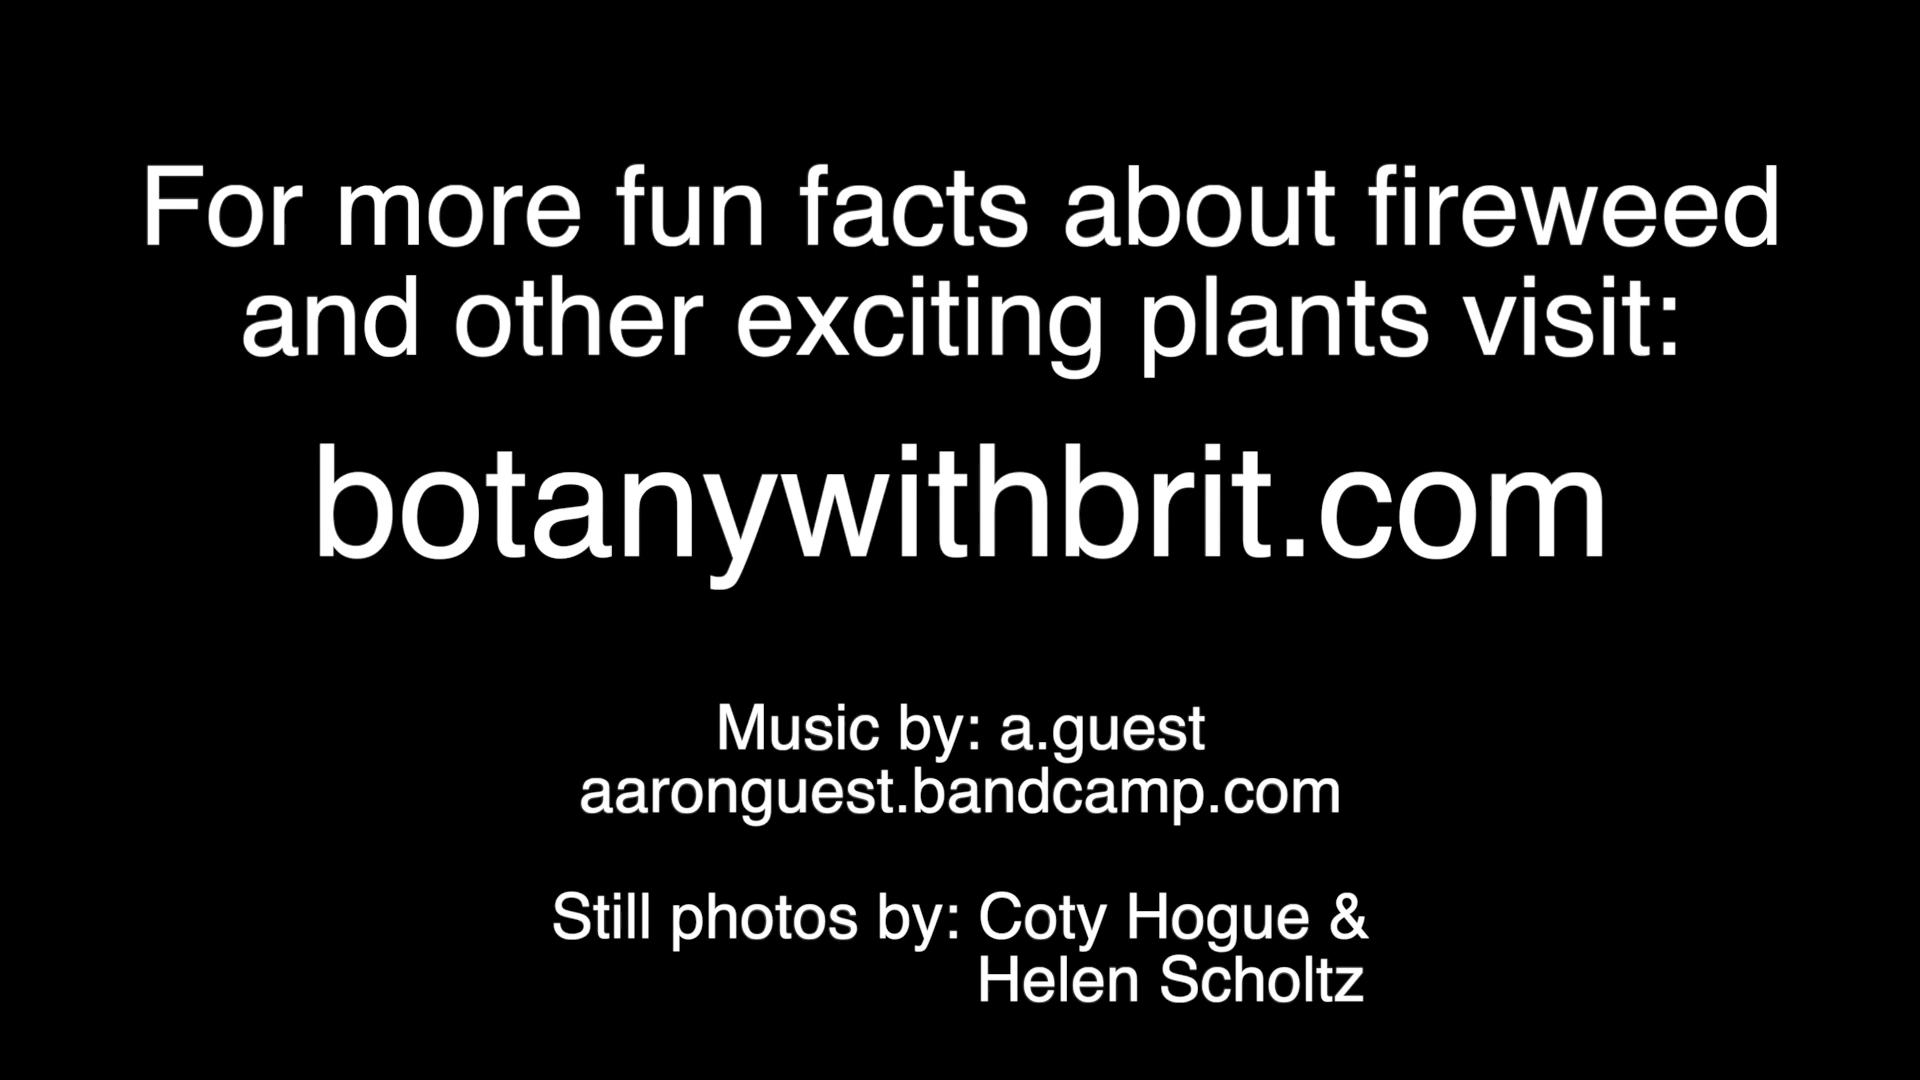 For more fun facts about fireweed
and other exciting plants visit:
botanywithbrit.com
Music by: a.guest
aaronguest.bandcamp.com
Still photos by: Coty Hogue &
Helen Scholtz